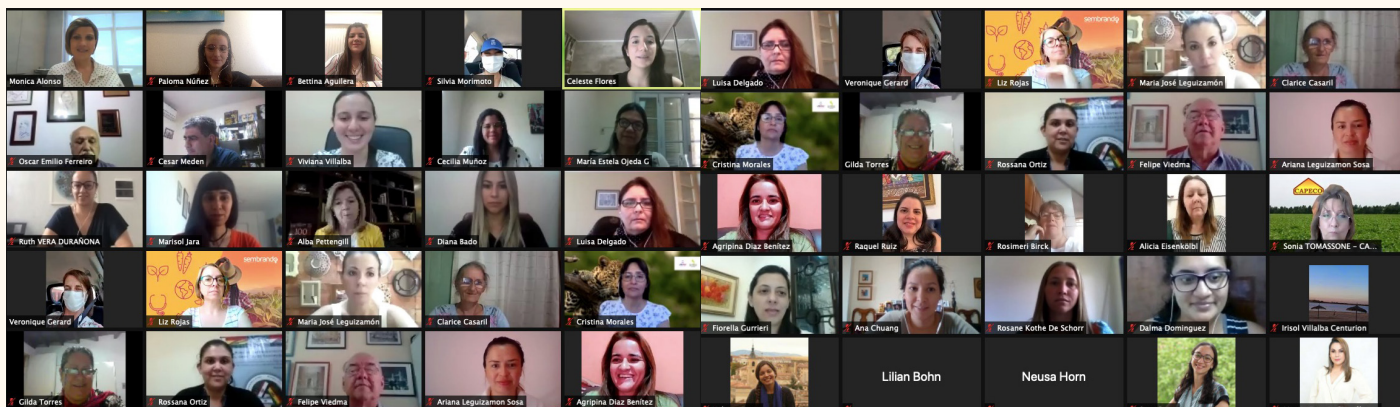 Monica Alonso
Paloma Núñez
Bettina Aguilera
Silvia Morimoto
Celeste Flores
Luisa Delgado
Veronique Gerard
sembrando
Liz Rojas
Maria José Leguizamón
Clarice Casaril
Oscar Emilio Ferreiro
Cesar Meden
Viviana Villalba
Cecilia Muñoz
María Estela Ojeda G
Cristina Morales
Gilda Torres
Rossana Ortiz
Felipe Viedma
Ariana Leguizamon Sosa
Ruth VERA DURAÑONA
Marisol Jara
Alba Pettengill
Diana Bado
Luisa Delgado
Agripina Diaz Benítez
Raquel Ruiz
Rosimeri Birck
Alicia Eisenkölbl
CAPECO
Sonia TOMASSONE - CA...
Veronique Gerard
sembrando
Liz Rojas
Maria José Leguizamón
Clarice Casaril
Cristina Morales
Fiorella Gurrieri
Ana Chuang
Rosane Kothe De Schorr
Dalma Dominguez
Irisol Villalba Centurion
Gilda Torres
Rossana Ortiz
Felipe Viedma
Ariana Leguizamon Sosa
Agripina Diaz Benítez
Lilian Bohn
Neusa Horn